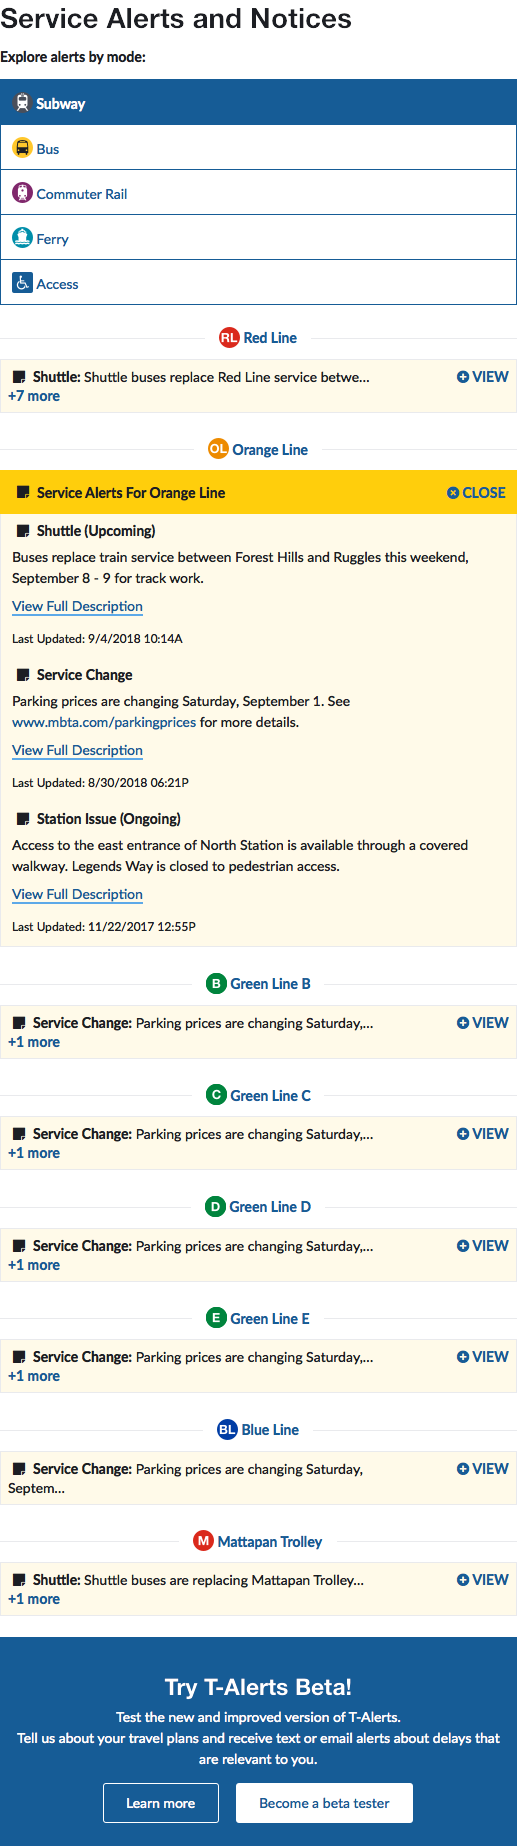 Service Alerts and Notices
Explore alerts by mode:
Subway
Bus
Commuter Rail
Ferry
Access
RL Red Line
Shuttle: Shuttle buses replace Red Line service betwe... VIEW
+7 more
OL Orange Line
Service Alerts For Orange Line CLOSE
Shuttle (Upcoming)
Buses replace train service between Forest Hills and Ruggles this weekend,
September 8 - 9 for track work.
View Full Description
Last Updated: 9/4/2018 10:14A
Service Change
Parking prices are changing Saturday, September 1. See
www.mbta.com/parkingprices for more details.
View Full Description
Last Updated: 8/30/2018 06:21P
Station Issue (Ongoing)
Access to the east entrance of North Station is available through a covered
walkway. Legends Way is closed to pedestrian access.
View Full Description
Last Updated: 11/22/2017 12:55P
B Green Line B
Service Change: Parking prices are changing Saturday,... VIEW
+1 more
C Green Line C
Service Change: Parking prices are changing Saturday,... VIEW
+1 more
D Green Line D
Service Change: Parking prices are changing Saturday,... VIEW
+1 more
E Green Line E
Service Change: Parking prices are changing Saturday,... VIEW
+1 more
BL Blue Line
Service Change: Parking prices are changing Saturday, VIEW
Septem...
M Mattapan Trolley
Shuttle: Shuttle buses are replacing Mattapan Trolley... VIEW
+1 more
Try T-Alerts Beta!
Test the new and improved version of T-Alerts.
Tell us about your travel plans and receive text or email alerts about delays that
are relevant to you.
Learn more Become a beta tester